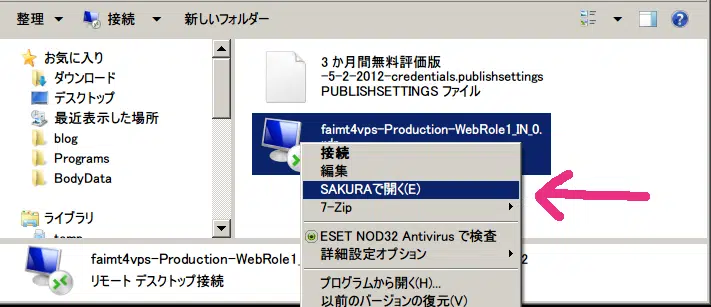 整理 接続 新しいフォルダー
お気に入り
ダウンロード
デスクトップ
最近表示した場所
blog
Programs
BodyData
ライブラリ
temp
3 か月間無料評価版
-5-2-2012-credentials.publishsettings
PUBLISHSETTINGS ファイル
faimt4vps-Production-WebRole1_IN_0.
接続
編集
SAKURAで開く(E)
7-Zip
ESET NOD32 Antivirus で検査
詳細設定オプション
プログラムから開く(H)...
以前のバージョンの復元(V)
faimt4vps-Production-WebRole1_
リモート デスクトップ接続